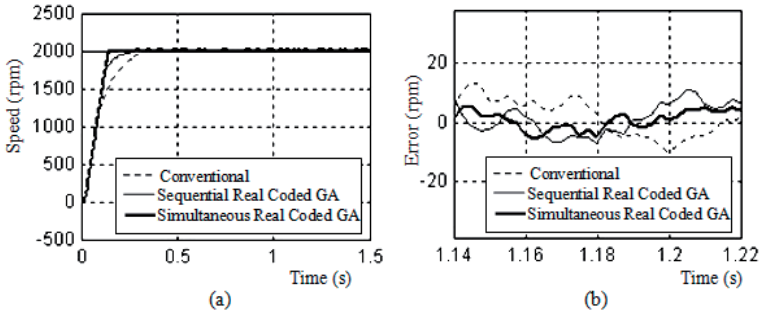 2500
2000
1500
1000
500
0
-500
Speed (rpm)
Conventional
Sequential Real Coded GA
Simultaneous Real Coded GA
0
0.5
1
1.5
Time (s)
(a)
20
0
-20
Error (rpm)
Conventional
Sequential Real Coded GA
Simultaneous Real Coded GA
1.14
1.16
1.18
1.2
1.22
Time (s)
(b)